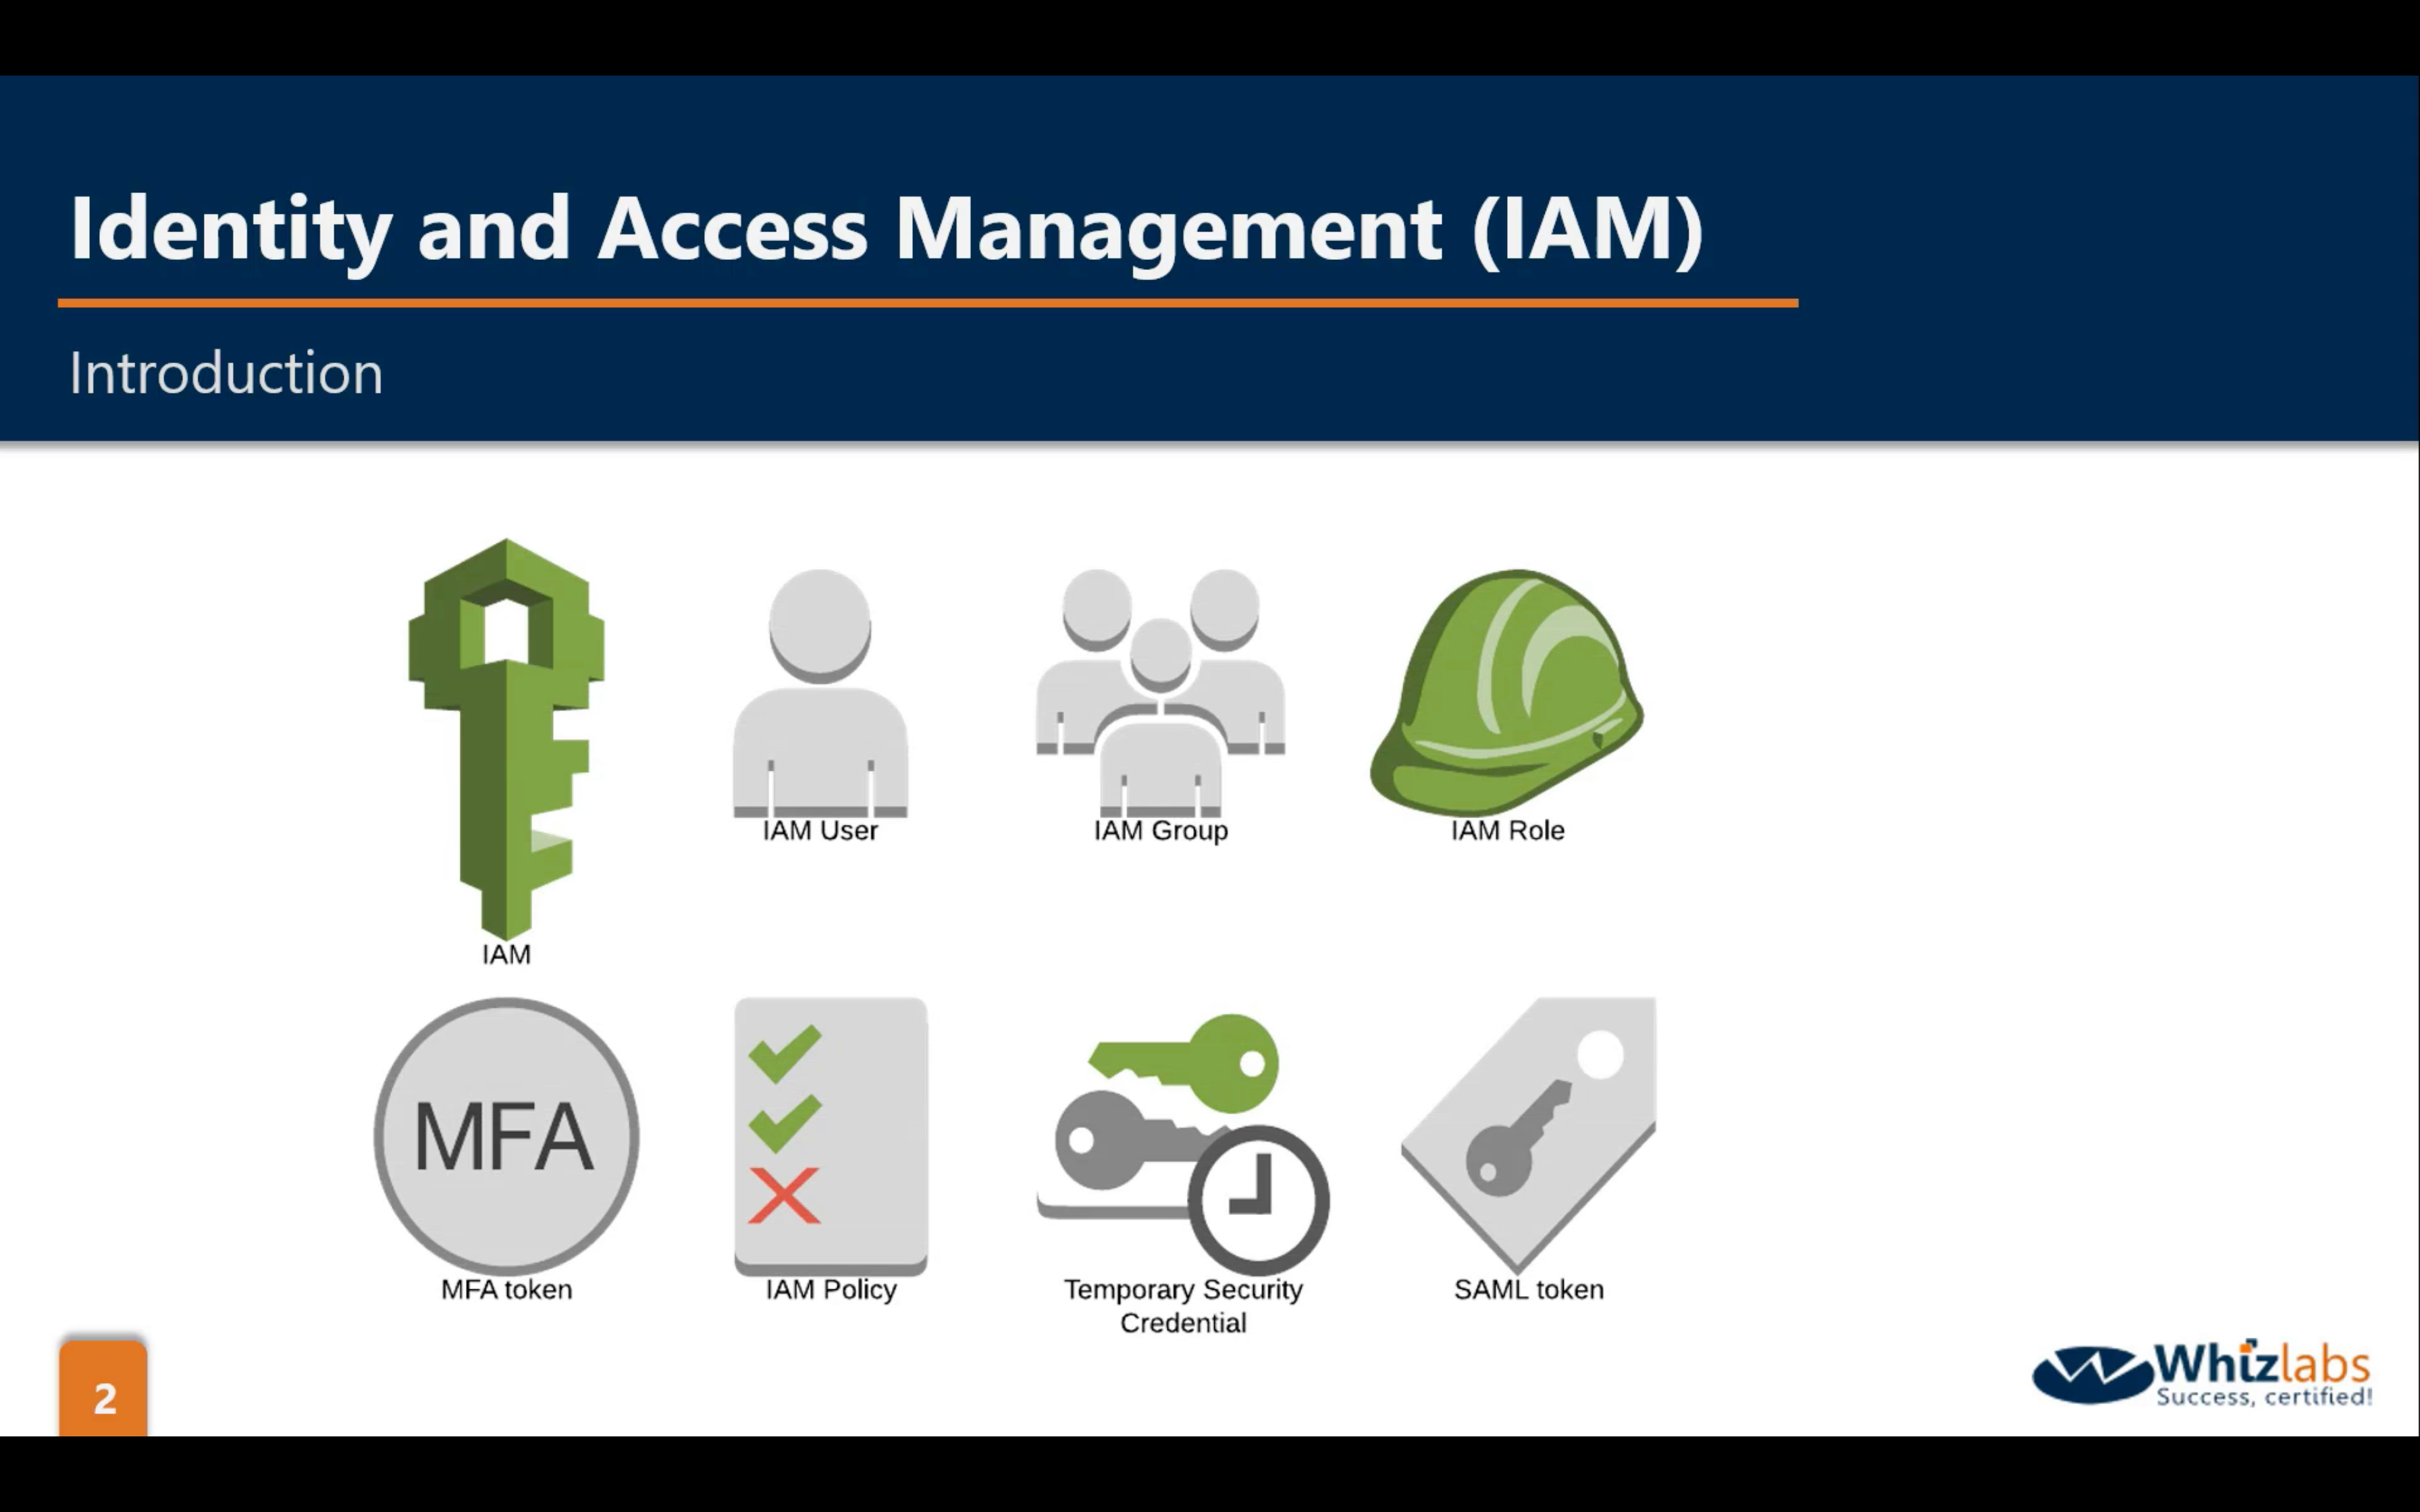 Identity and Access Management (IAM)
Introduction
IAM User
IAM Group
IAM Role
IAM
MFA
MFA token
IAM Policy
Temporary Security
Credential
SAML token
2
Whizlabs
Success, certified!